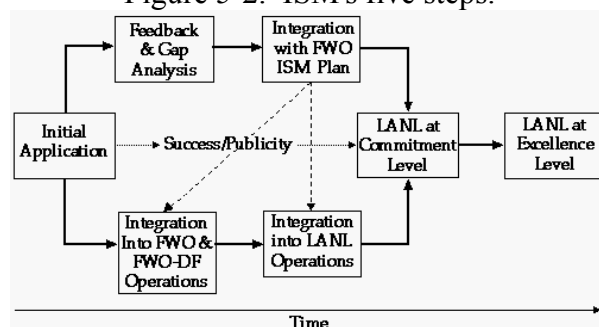 Figure 5-2. ISM's five steps.
Feedback
& Gap
Analysis
Integration
with FWO
ISM Plan
Initial
Application
Success/Publicity
LANL at
Commitment
Level
LANL at
Excellence
Level
Integration
Into FWO &
FWO-DF
Operations
Integration
into LANL
Operations
Time